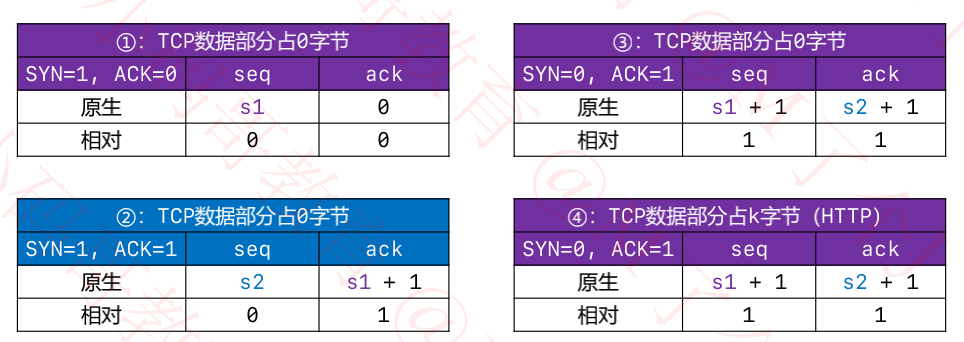 ①: TCP数据部分占0字节
SYN=1, ACK=0 seq ack
原生 s1 0
相对 0 0
②: TCP数据部分占0字节
SYN=1, ACK=1 seq ack
原生 s2 s1 + 1
相对 0 1
③: TCP数据部分占0字节
SYN=0, ACK=1 seq ack
原生 s1 + 1 s2 + 1
相对 1 1
④: TCP数据部分占k字节 (HTTP)
SYN=0, ACK=1 seq ack
原生 s1 + 1 s2 + 1
相对 1 1